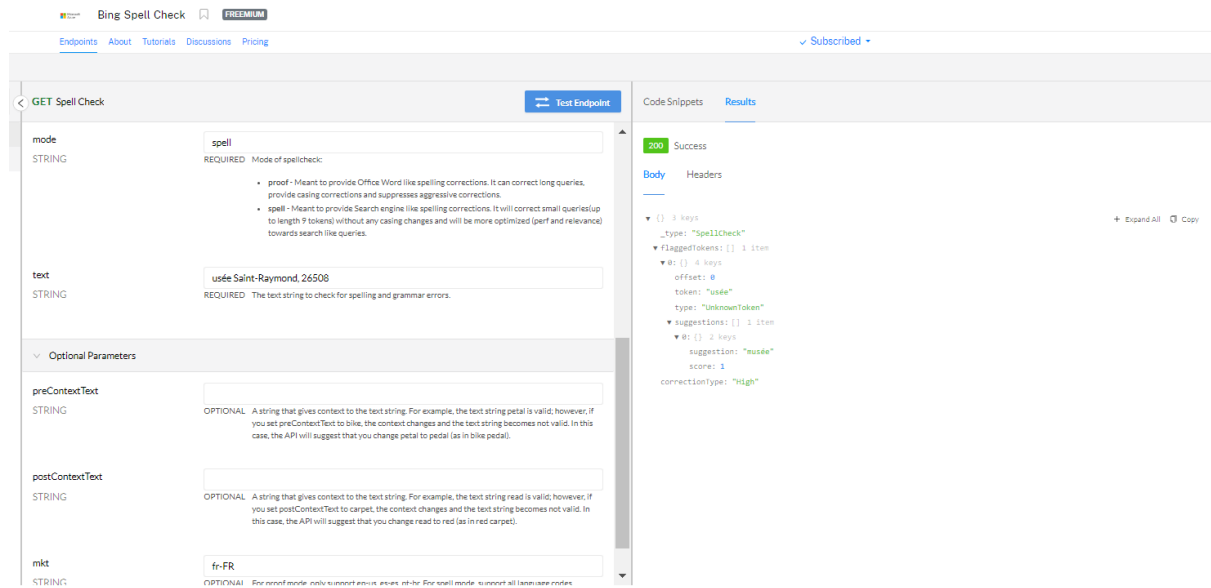 Bing Spell Check FREEMIUM
Endpoints About Tutorials Discussions Pricing
Subscribed
GET Spell Check
Test Endpoint
mode
STRING
spell
REQUIRED Mode of spellcheck:
• proof - Meant to provide Office Word like spelling corrections. It can correct long queries,
provide casing corrections and suppresses aggressive corrections.
• spell - Meant to provide Search engine like spelling corrections. It will correct small queries(up
to length 9 tokens) without any casing changes and will be more optimized (perf and relevance)
towards search like queries.
text
STRING
usée Saint-Raymond, 26508
REQUIRED The text string to check for spelling and grammar errors.
Optional Parameters
preContextText
STRING
OPTIONAL A string that gives context to the text string. For example, the text string petal is valid; however, if
you set preContextText to bike, the context changes and the text string becomes not valid. In this
case, the API will suggest that you change petal to pedal (as in bike pedal).
postContextText
STRING
OPTIONAL A string that gives context to the text string. For example, the text string read is valid; however, if
you set postContextText to carpet, the context changes and the text string becomes not valid. In
this case, the API will suggest that you change read to red (as in red carpet).
mkt
STRING
fr-FR
OPTIONAL For proof mode, only support en-us, es-es, pt-br. For spell mode, support all language codes.
Code Snippets Results
200 Success
Body Headers
+ Expand All Copy
{} 3 keys
_type: "SpellCheck"
flaggedTokens: [] 1 item
0: {} 4 keys
offset: 0
token: "usée"
type: "UnknownToken"
suggestions: [] 1 item
0: {} 2 keys
suggestion: "musée"
score: 1
correctionType: "High"